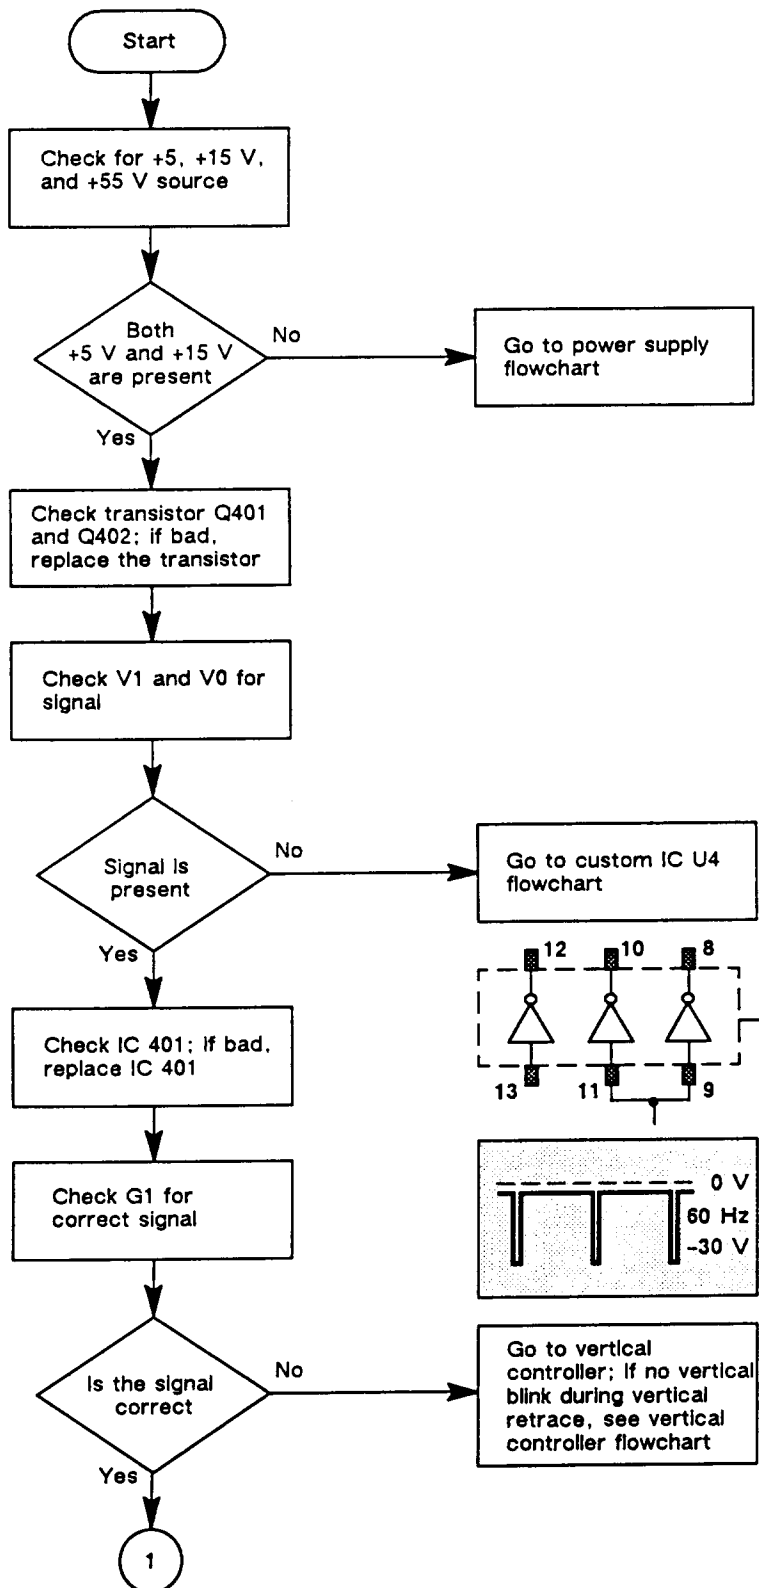 Start
Check for +5, +15 V,
and +55 V source
Both
+5 V and +15 V
are present
No
Go to power supply
flowchart
Yes
Check transistor Q401
and Q402; if bad,
replace the transistor
Check V1 and V0 for
signal
Signal is
present
No
Go to custom IC U4
flowchart
Yes
12 10 8
13 11 9
Check IC 401; if bad,
replace IC 401
Check G1 for
correct signal
0 V
60 Hz
-30 V
Is the signal
correct
No
Go to vertical
controller; if no vertical
blink during vertical
retrace, see vertical
controller flowchart
Yes
1